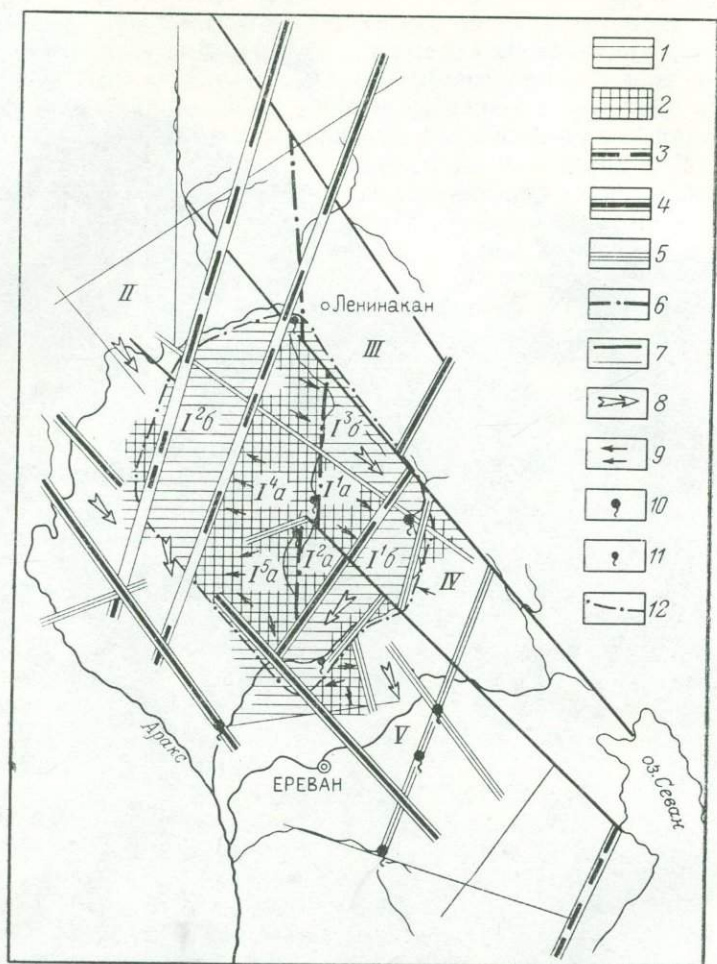 1
2
3
4
5
6
7
8
9
10
11
12
II
Ленинакан
III
I²б
I³б
I⁴а
I¹а
I²а
I¹б
I⁵а
IV
V
Аракс
ЕРЕВАН
оз. Севан